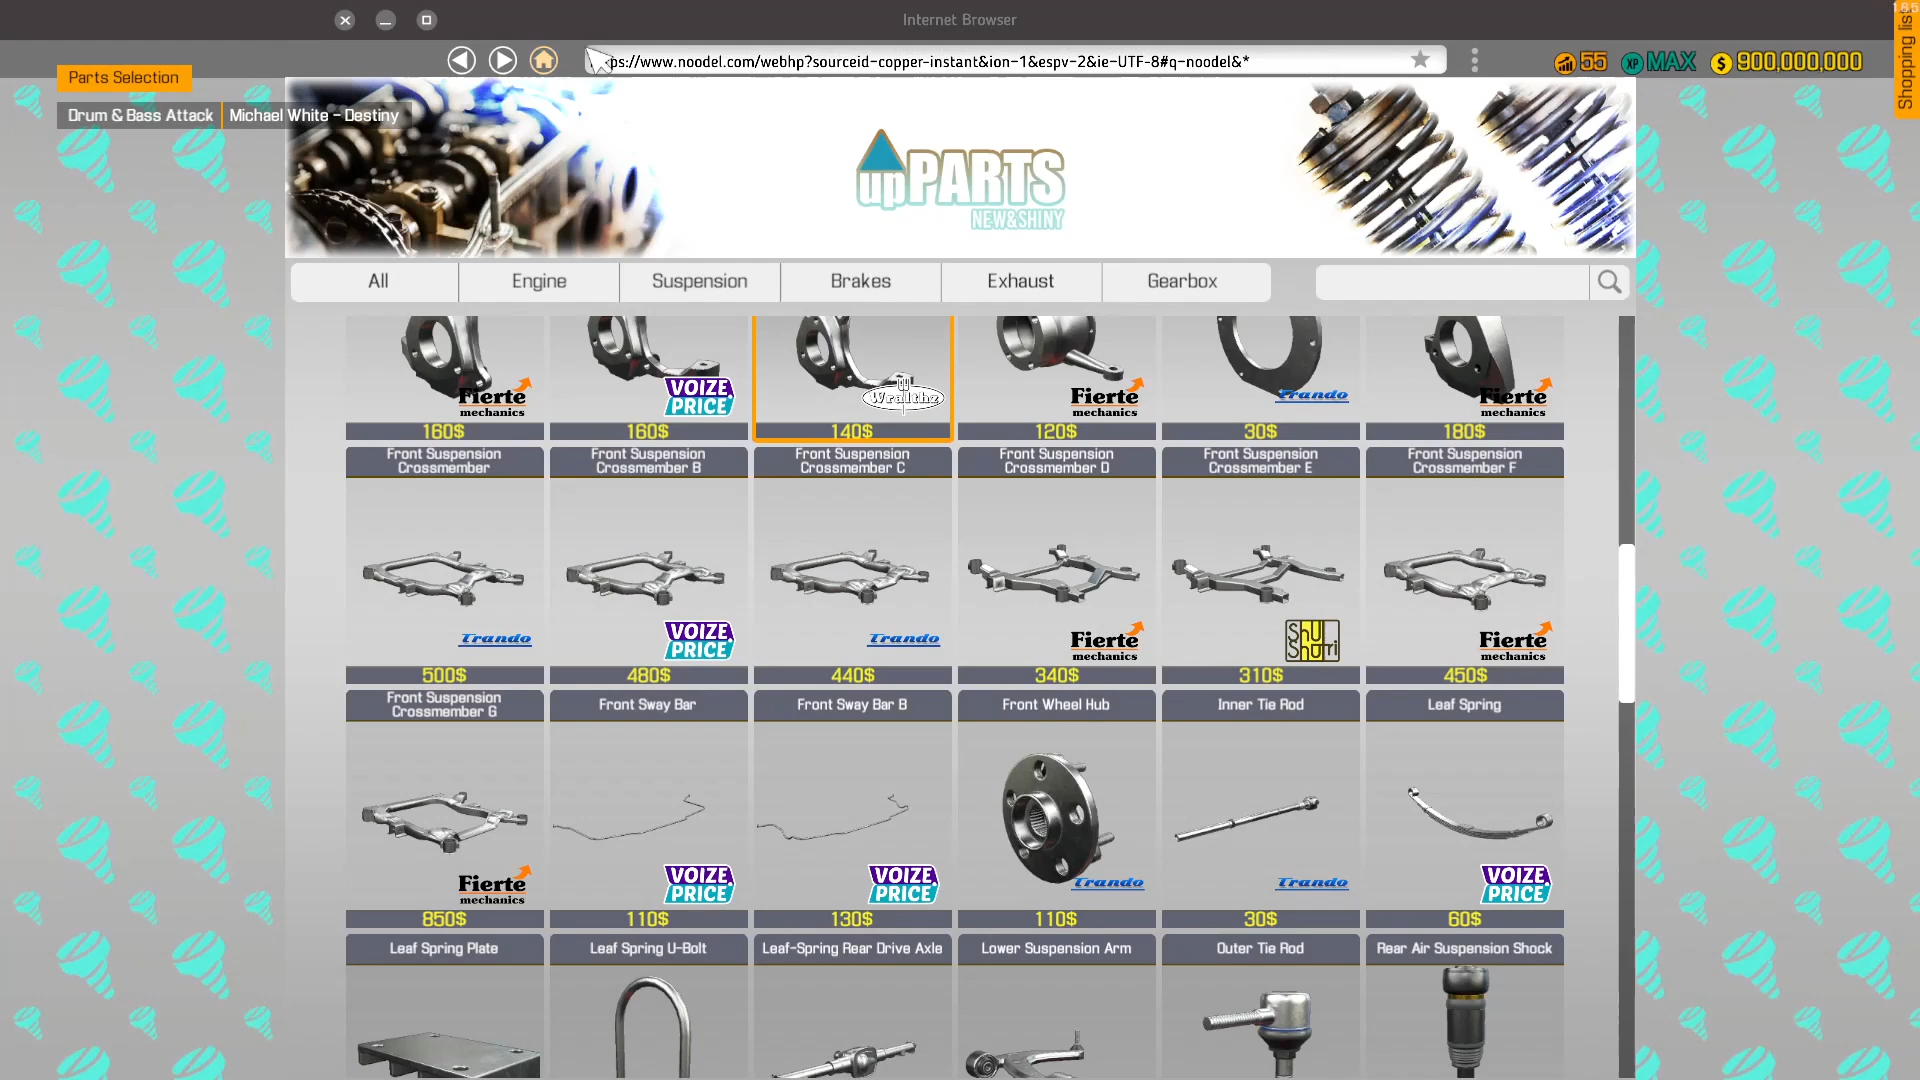 Internet Browser
185
Shopping list
ps://www.noodel.com/webhp?sourceid-copper-instant&ion-1&espv-2&ie-UTF-8#q-noodel&*
55
XP MAX
$ 900,000,000
Parts Selection
Drum & Bass Attack
Michael White - Destiny
upPARTS
NEW&SHINY
All
Engine
Suspension
Brakes
Exhaust
Gearbox
Fierte mechanics
VOIZE PRICE
Wralthz
Fierte mechanics
Trando
Fierte mechanics
160$
160$
140$
120$
30$
180$
Front Suspension Crossmember
Front Suspension Crossmember B
Front Suspension Crossmember C
Front Suspension Crossmember D
Front Suspension Crossmember E
Front Suspension Crossmember F
Trando
VOIZE PRICE
Trando
Fierte mechanics
Shul Shutri
Fierte mechanics
500$
480$
440$
340$
310$
450$
Front Suspension Crossmember G
Front Sway Bar
Front Sway Bar B
Front Wheel Hub
Inner Tie Rod
Leaf Spring
Fierte mechanics
VOIZE PRICE
VOIZE PRICE
Trando
Trando
VOIZE PRICE
850$
110$
130$
110$
30$
60$
Leaf Spring Plate
Leaf Spring U-Bolt
Leaf-Spring Rear Drive Axle
Lower Suspension Arm
Outer Tie Rod
Rear Air Suspension Shock